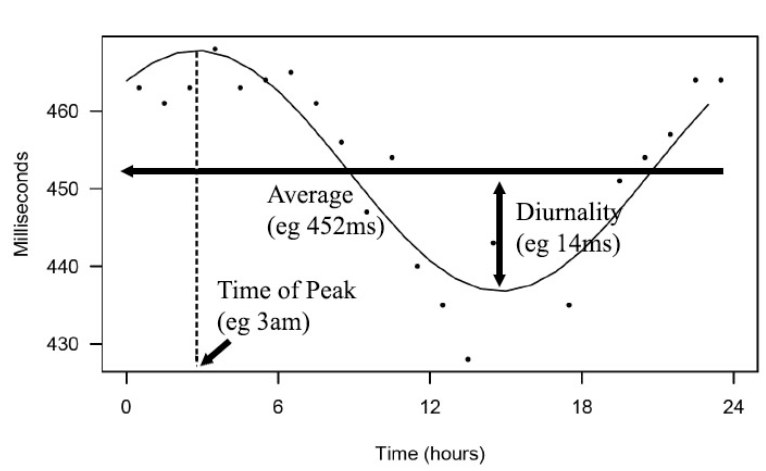 460
450
440
430
Milliseconds
Average
(eg 452ms)
Diurnality
(eg 14ms)
Time of Peak
(eg 3am)
0 6 12 18 24
Time (hours)